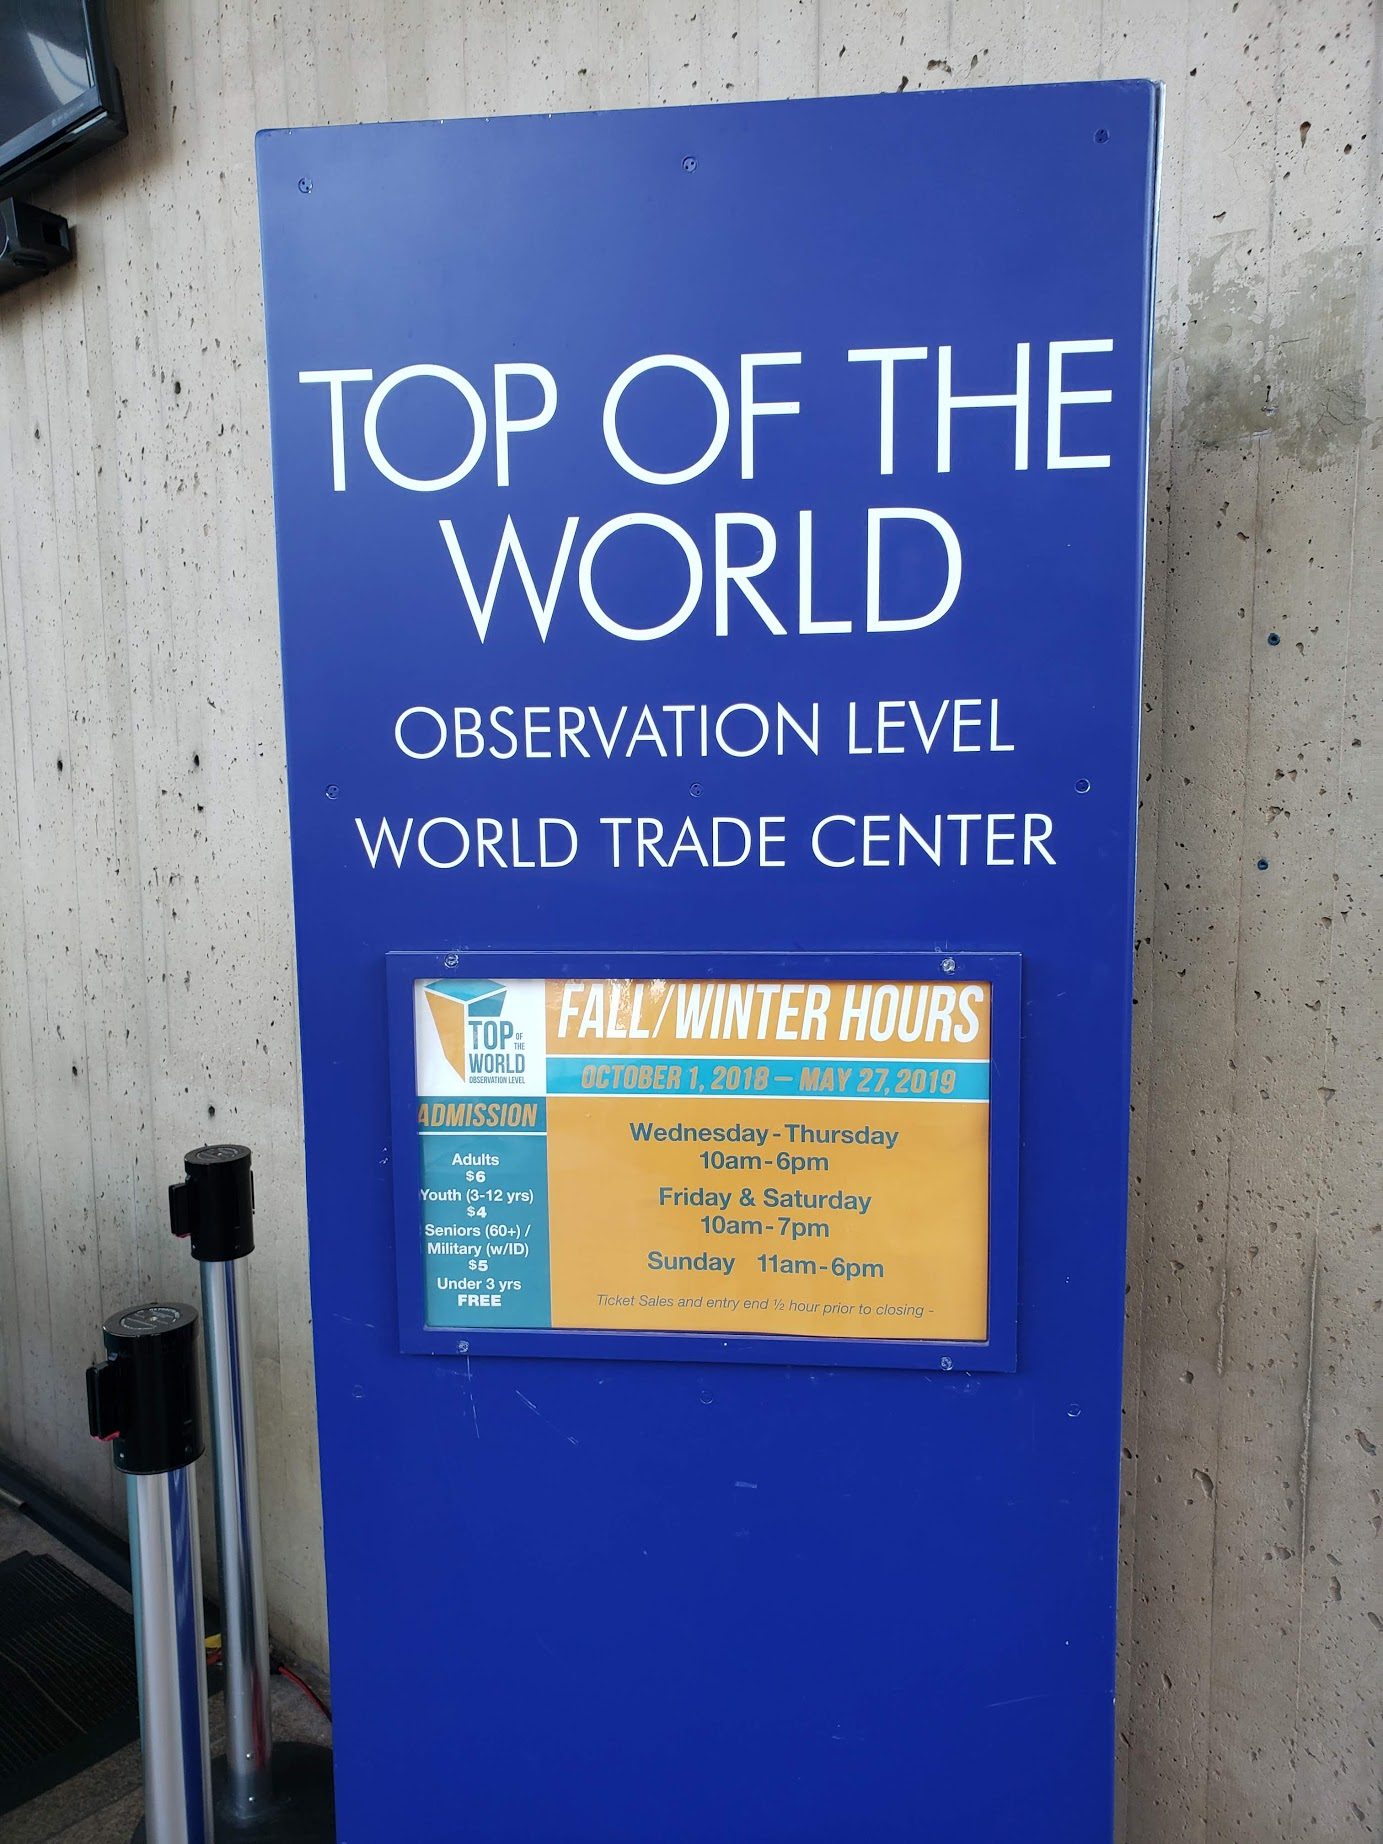 TOP OF THE
WORLD
OBSERVATION LEVEL
WORLD TRADE CENTER
TOP OF THE
WORLD
OBSERVATION LEVEL
FALL/WINTER HOURS
OCTOBER 1, 2018 – MAY 27, 2019
ADMISSION
Adults
$6
Youth (3-12 yrs)
$4
Seniors (60+) /
Military (w/ID)
$5
Under 3 yrs
FREE
Wednesday - Thursday
10am - 6pm
Friday & Saturday
10am - 7pm
Sunday 11am - 6pm
Ticket Sales and entry end ½ hour prior to closing -